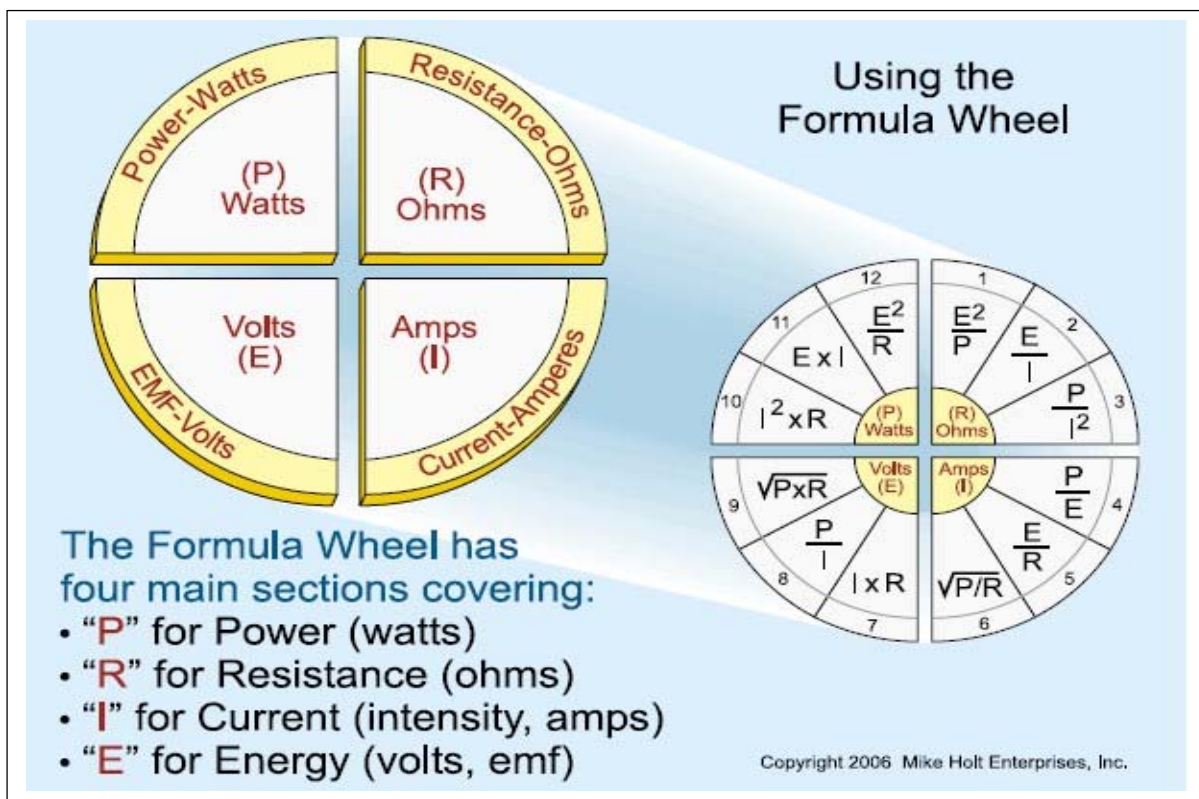 Using the
Formula Wheel
Power-Watts
Resistance-Ohms
(P)
Watts
(R)
Ohms
Volts
(E)
Amps
(I)
EMF-Volts
Current-Amperes
12
E²/R
1
E²/P
11
E x I
2
E/I
10
I² x R
3
P/I²
(P)
Watts
(R)
Ohms
Volts
(E)
Amps
(I)
9
√PxR
4
P/E
8
P/I
5
E/R
7
I x R
6
√P/R
The Formula Wheel has
four main sections covering:
• “P” for Power (watts)
• “R” for Resistance (ohms)
• “I” for Current (intensity, amps)
• “E” for Energy (volts, emf)
Copyright 2006 Mike Holt Enterprises, Inc.